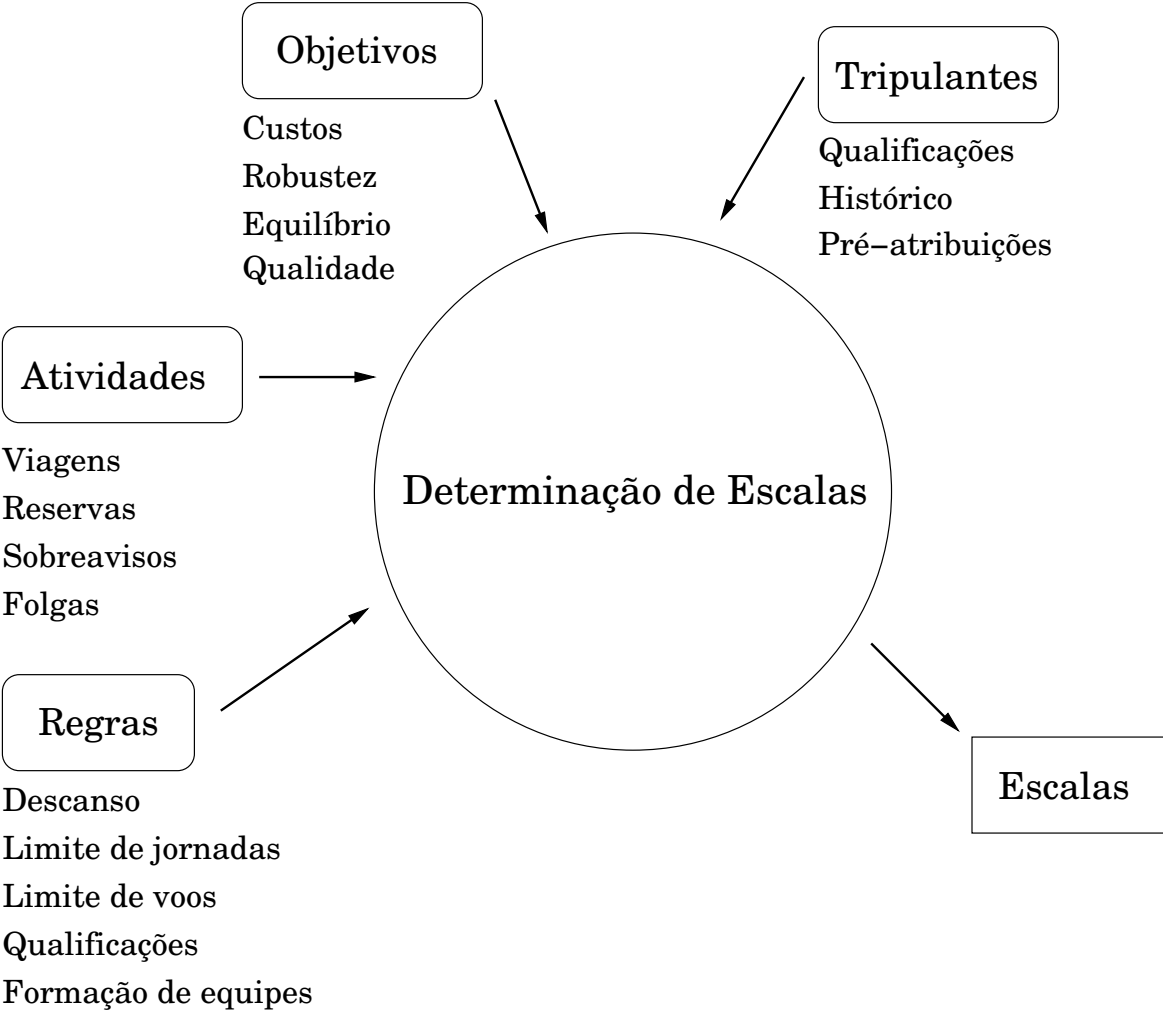 Objetivos
Custos
Robustez
Equilíbrio
Qualidade
Tripulantes
Qualificações
Histórico
Pré−atribuições
Atividades
Viagens
Reservas
Sobreavisos
Folgas
Determinação de Escalas
Regras
Descanso
Limite de jornadas
Limite de voos
Qualificações
Formação de equipes
Escalas